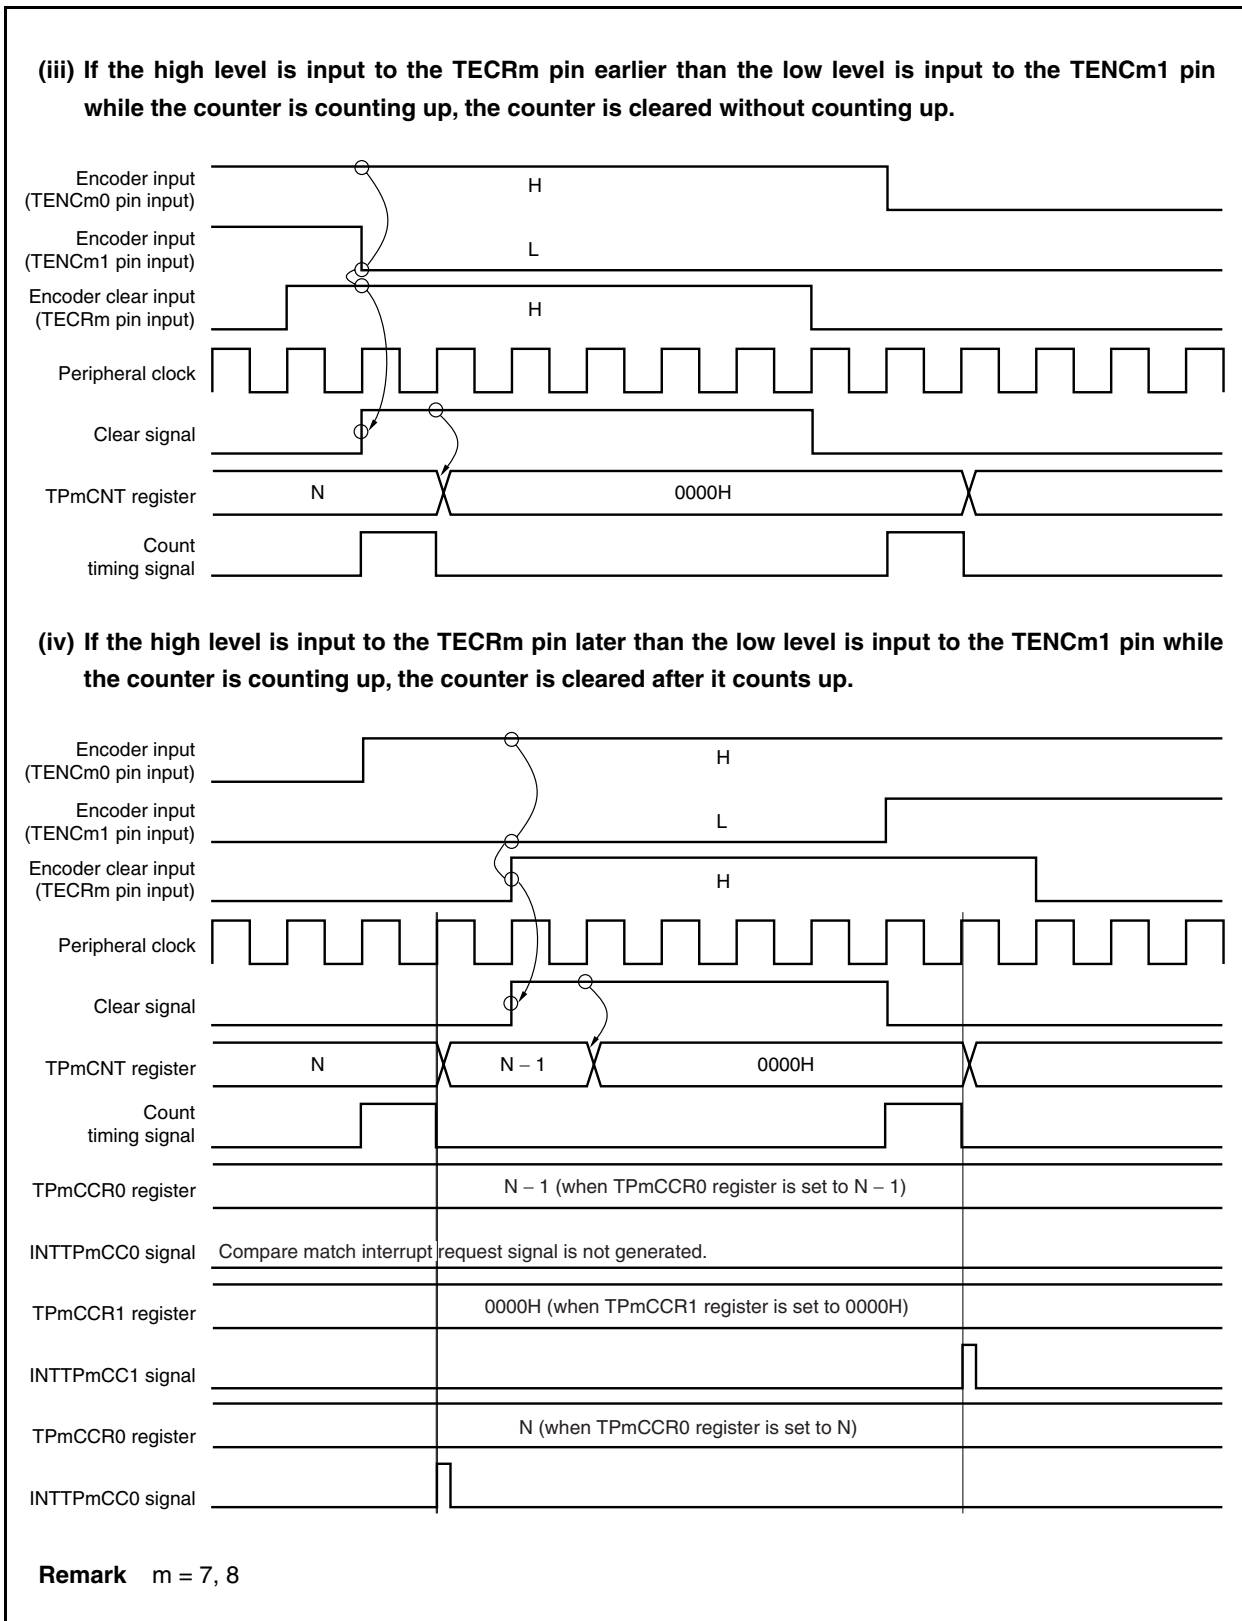 (iii) If the high level is input to the TECRm pin earlier than the low level is input to the TENCm1 pin
while the counter is counting up, the counter is cleared without counting up.
Encoder input
(TENCm0 pin input)
H
Encoder input
(TENCm1 pin input)
L
Encoder clear input
(TECRm pin input)
H
Peripheral clock
Clear signal
TPmCNT register
N
0000H
Count
timing signal
(iv) If the high level is input to the TECRm pin later than the low level is input to the TENCm1 pin while
the counter is counting up, the counter is cleared after it counts up.
Encoder input
(TENCm0 pin input)
H
Encoder input
(TENCm1 pin input)
L
Encoder clear input
(TECRm pin input)
H
Peripheral clock
Clear signal
TPmCNT register
N
N − 1
0000H
Count
timing signal
TPmCCR0 register
N − 1 (when TPmCCR0 register is set to N − 1)
INTTPmCC0 signal
Compare match interrupt request signal is not generated.
TPmCCR1 register
0000H (when TPmCCR1 register is set to 0000H)
INTTPmCC1 signal
TPmCCR0 register
N (when TPmCCR0 register is set to N)
INTTPmCC0 signal
Remark m = 7, 8